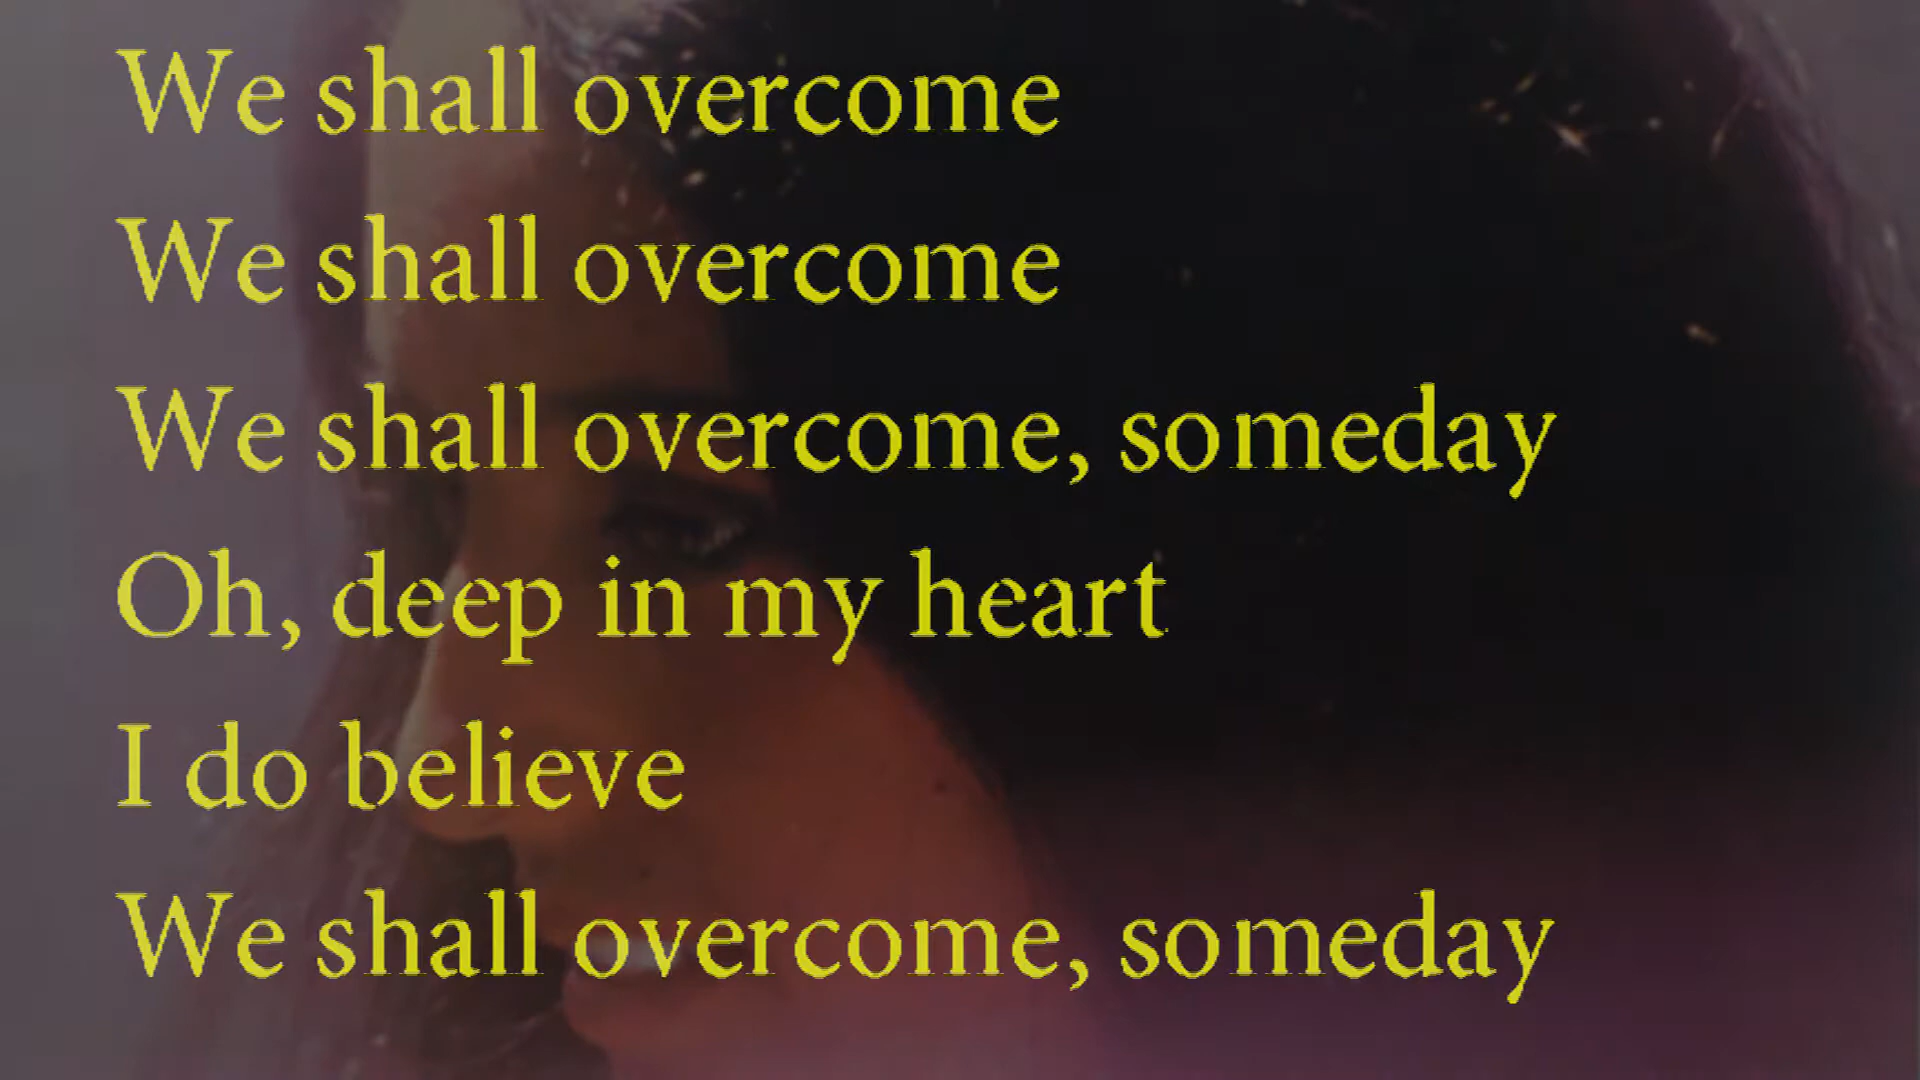 We shall overcome
We shall overcome
We shall overcome, someday
Oh, deep in my heart
I do believe
We shall overcome, someday